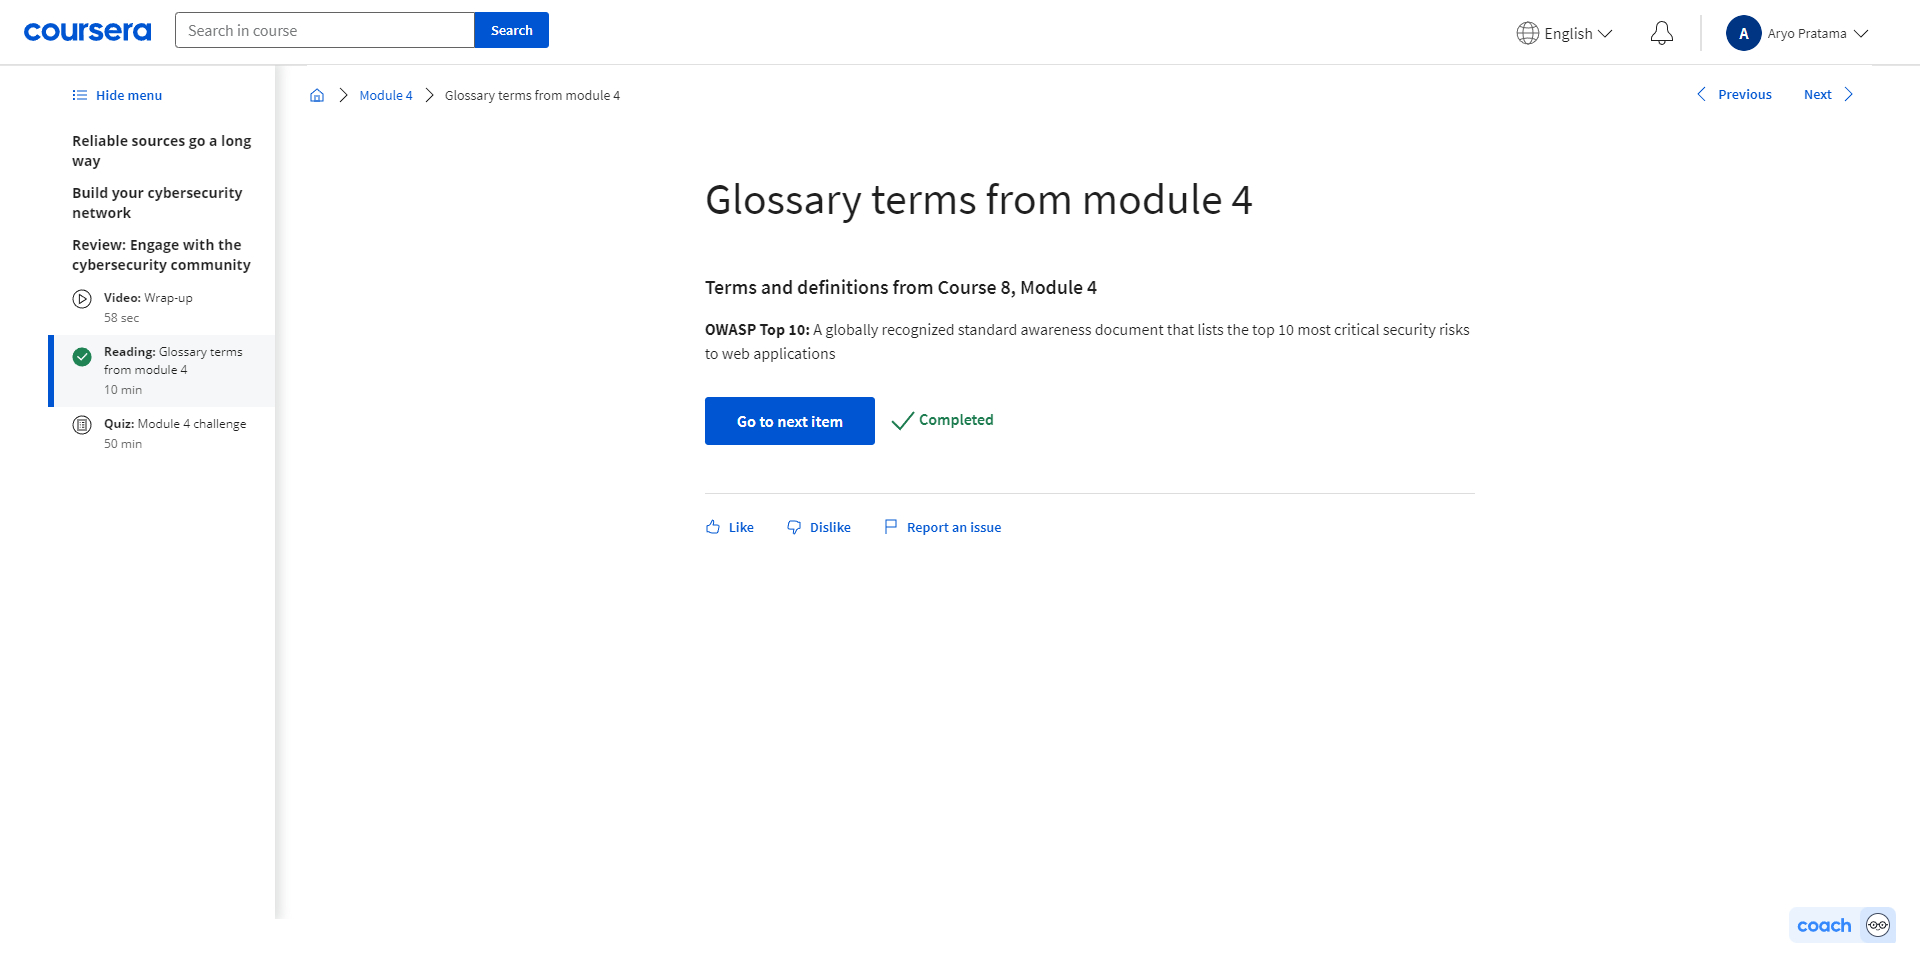 coursera
Search in course
Search
English
A
Aryo Pratama
Hide menu
Reliable sources go a long
way
Build your cybersecurity
network
Review: Engage with the
cybersecurity community
Video: Wrap-up
58 sec
Reading: Glossary terms
from module 4
10 min
Quiz: Module 4 challenge
50 min
Module 4
Glossary terms from module 4
Previous
Next
Glossary terms from module 4
Terms and definitions from Course 8, Module 4
OWASP Top 10: A globally recognized standard awareness document that lists the top 10 most critical security risks
to web applications
Go to next item
Completed
Like
Dislike
Report an issue
coach